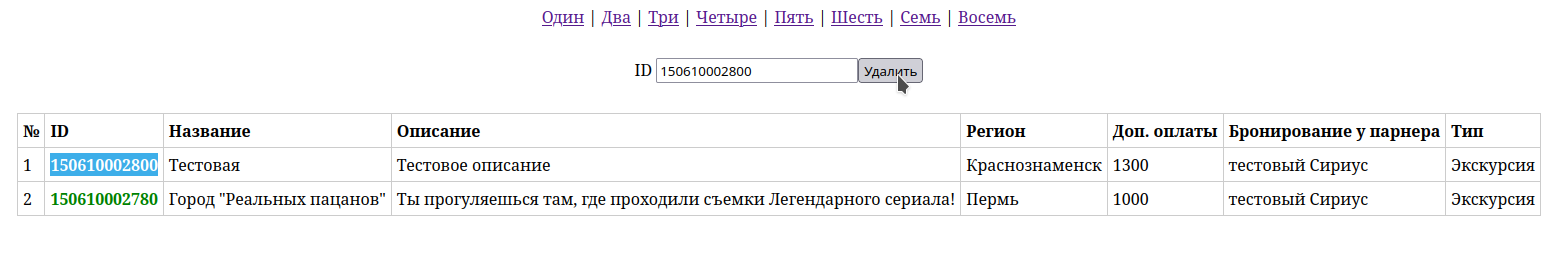 Один | Два | Три | Четыре | Пять | Шесть | Семь | Восемь
ID 150610002800 Удалить
№ ID Название Описание Регион Доп. оплаты Бронирование у парнера Тип
1 150610002800 Тестовая Тестовое описание Краснознаменск 1300 тестовый Сириус Экскурсия
2 150610002780 Город "Реальных пацанов" Ты прогуляешься там, где проходили съемки Легендарного сериала! Пермь 1000 тестовый Сириус Экскурсия